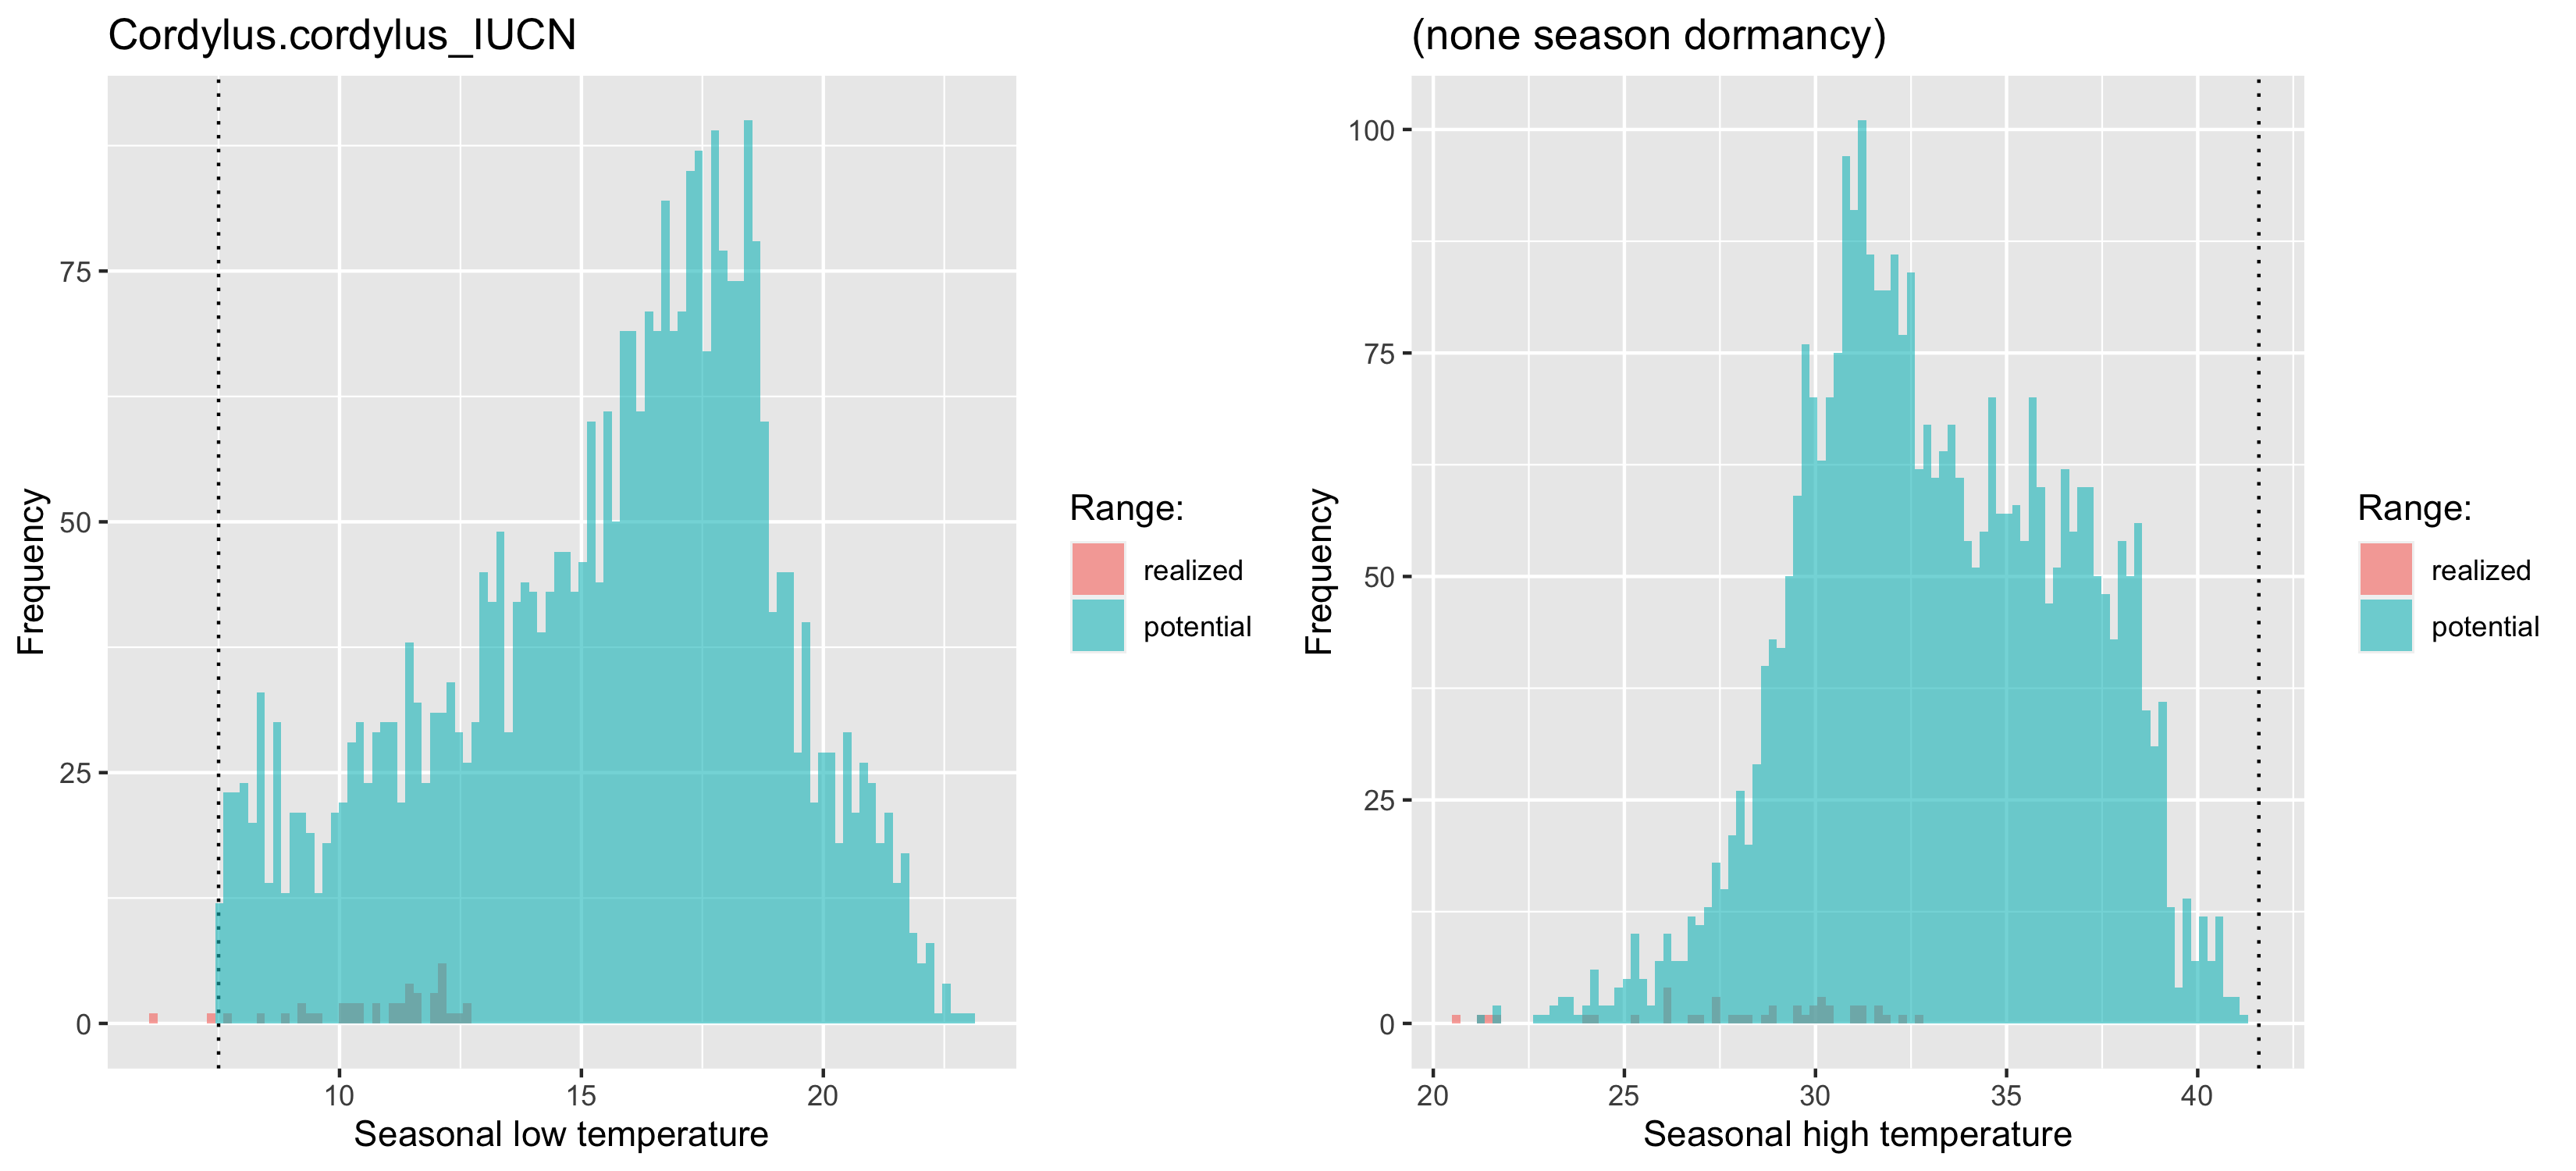 Cordylus.cordylus_IUCN
Frequency
75
50
25
0
10 15 20
Seasonal low temperature
Range:
realized
potential
(none season dormancy)
Frequency
100
75
50
25
0
20 25 30 35 40
Seasonal high temperature
Range:
realized
potential